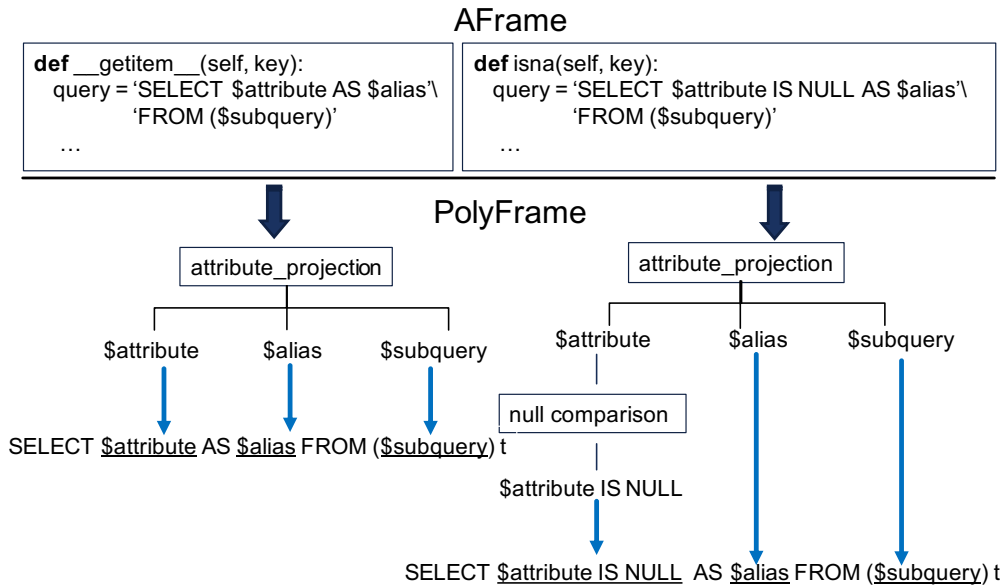 AFrame
def __getitem__(self, key):
query = ‘SELECT $attribute AS $alias’\
‘FROM ($subquery)’
…
def isna(self, key):
query = ‘SELECT $attribute IS NULL AS $alias’\
‘FROM ($subquery)’
…
PolyFrame
attribute_projection
$attribute
$alias
$subquery
SELECT $attribute AS $alias FROM ($subquery) t
attribute_projection
$attribute
$alias
$subquery
null comparison
$attribute IS NULL
SELECT $attribute IS NULL AS $alias FROM ($subquery) t